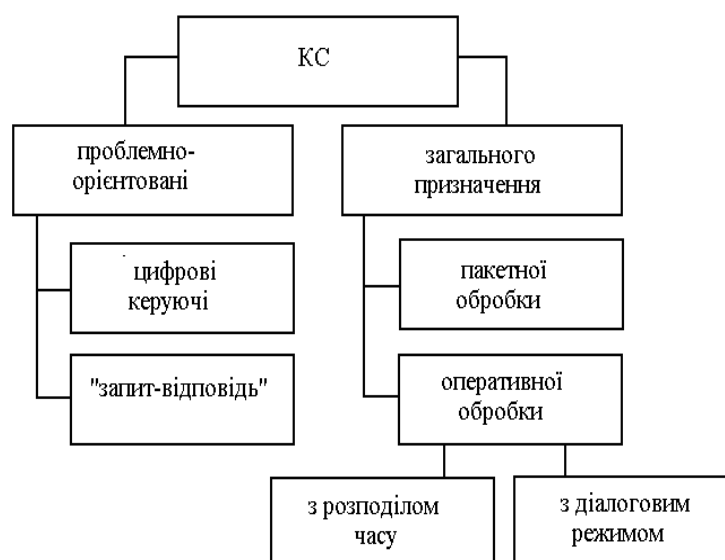 КС
проблемно-
орієнтовані
загального
призначення
цифрові
керуючі
пакетної
обробки
"запит-відповідь"
оперативної
обробки
з розподілом
часу
з діалоговим
режимом